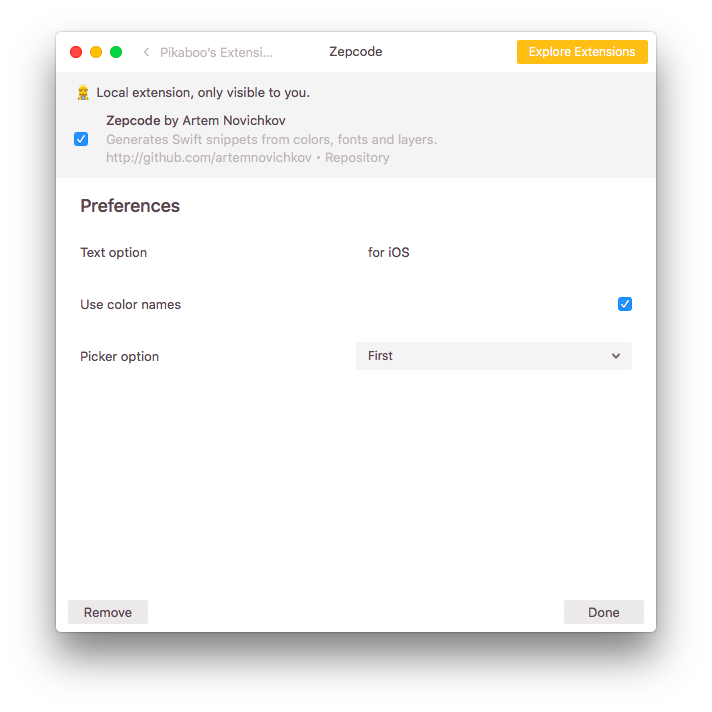 Pikaboo's Extensi...
Zepcode
Explore Extensions
Local extension, only visible to you.
Zepcode by Artem Novichkov
Generates Swift snippets from colors, fonts and layers.
http://github.com/artemnovichkov • Repository
Preferences
Text option
for iOS
Use color names
Picker option
First
Remove
Done